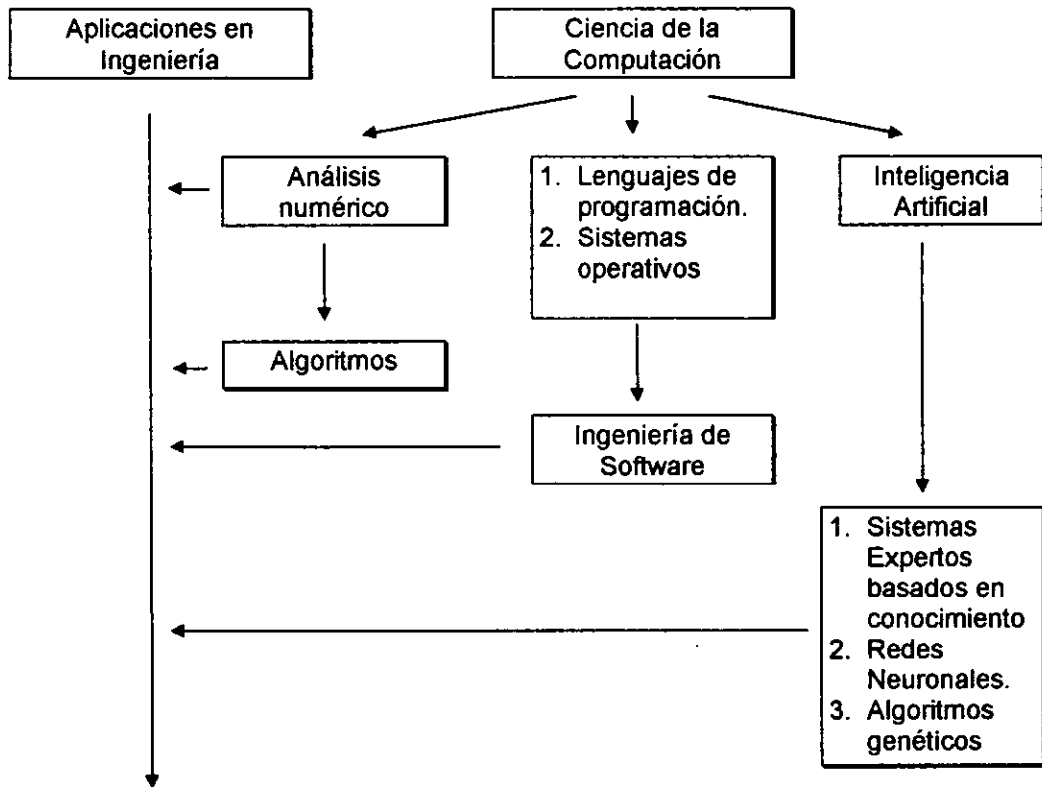 Aplicaciones en
Ingeniería
Ciencia de la
Computación
Análisis
numérico
1. Lenguajes de
programación.
2. Sistemas
operativos
Inteligencia
Artificial
Algoritmos
Ingeniería de
Software
1. Sistemas
Expertos
basados en
conocimiento
2. Redes
Neuronales.
3. Algoritmos
genéticos